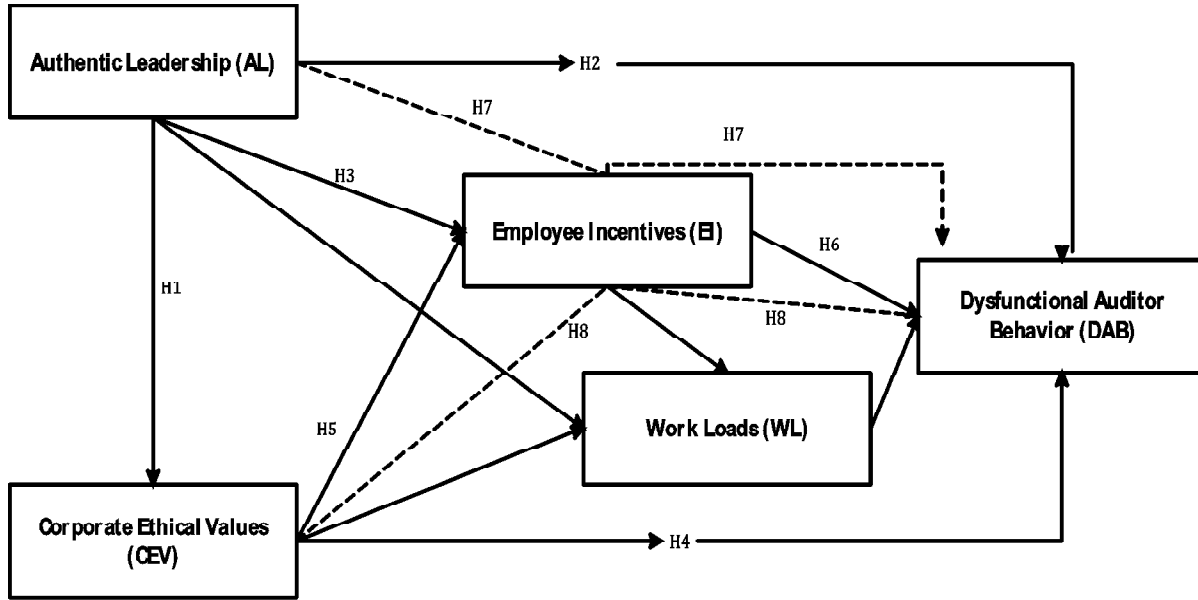 Authentic Leadership (AL)
H2
H7
H7
H3
Employee Incentives (EI)
H6
H1
Dysfunctional Auditor
Behavior (DAB)
H8
H8
H5
Work Loads (WL)
Corporate Ethical Values
(CEV)
H4